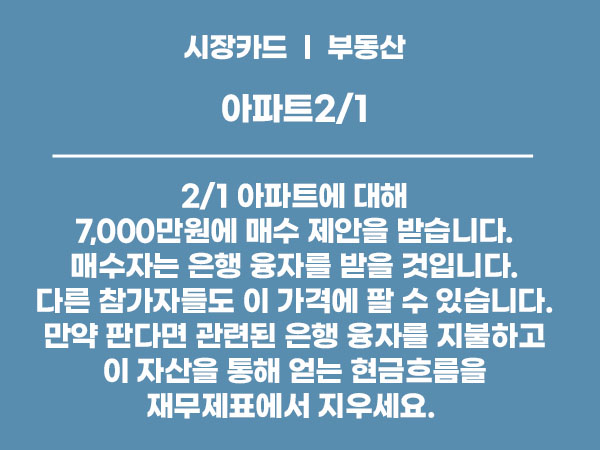 시장카드 ㅣ 부동산
아파트2/1
2/1 아파트에 대해
7,000만원에 매수 제안을 받습니다.
매수자는 은행 융자를 받을 것입니다.
다른 참가자들도 이 가격에 팔 수 있습니다.
만약 판다면 관련된 은행 융자를 지불하고
이 자산을 통해 얻는 현금흐름을
재무제표에서 지우세요.